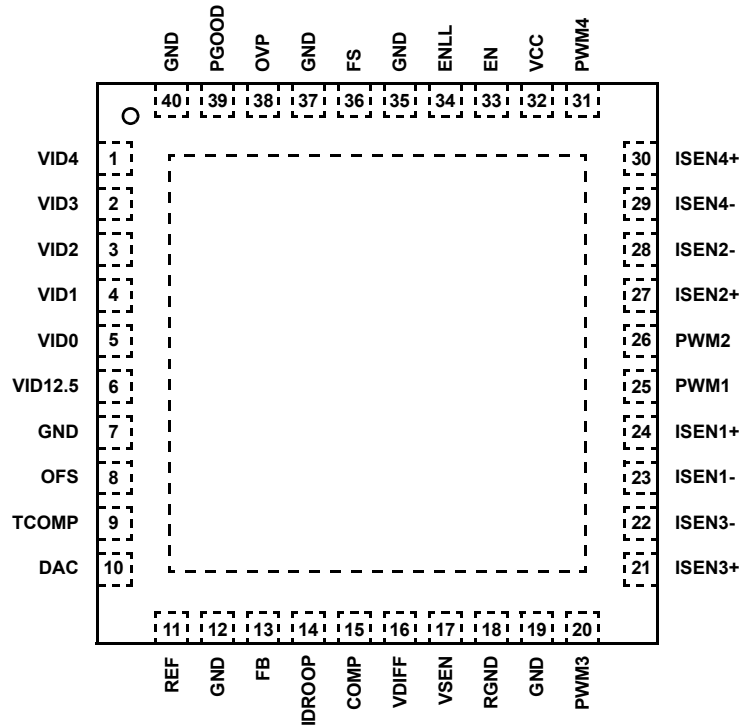 GND PGOOD OVP GND FS GND ENLL EN VCC PWM4
40 39 38 37 36 35 34 33 32 31
VID4 1 30 ISEN4+
VID3 2 29 ISEN4-
VID2 3 28 ISEN2-
VID1 4 27 ISEN2+
VID0 5 26 PWM2
VID12.5 6 25 PWM1
GND 7 24 ISEN1+
OFS 8 23 ISEN1-
TCOMP 9 22 ISEN3-
DAC 10 21 ISEN3+
11 12 13 14 15 16 17 18 19 20
REF GND FB IDROOP COMP VDIFF VSEN RGND GND PWM3